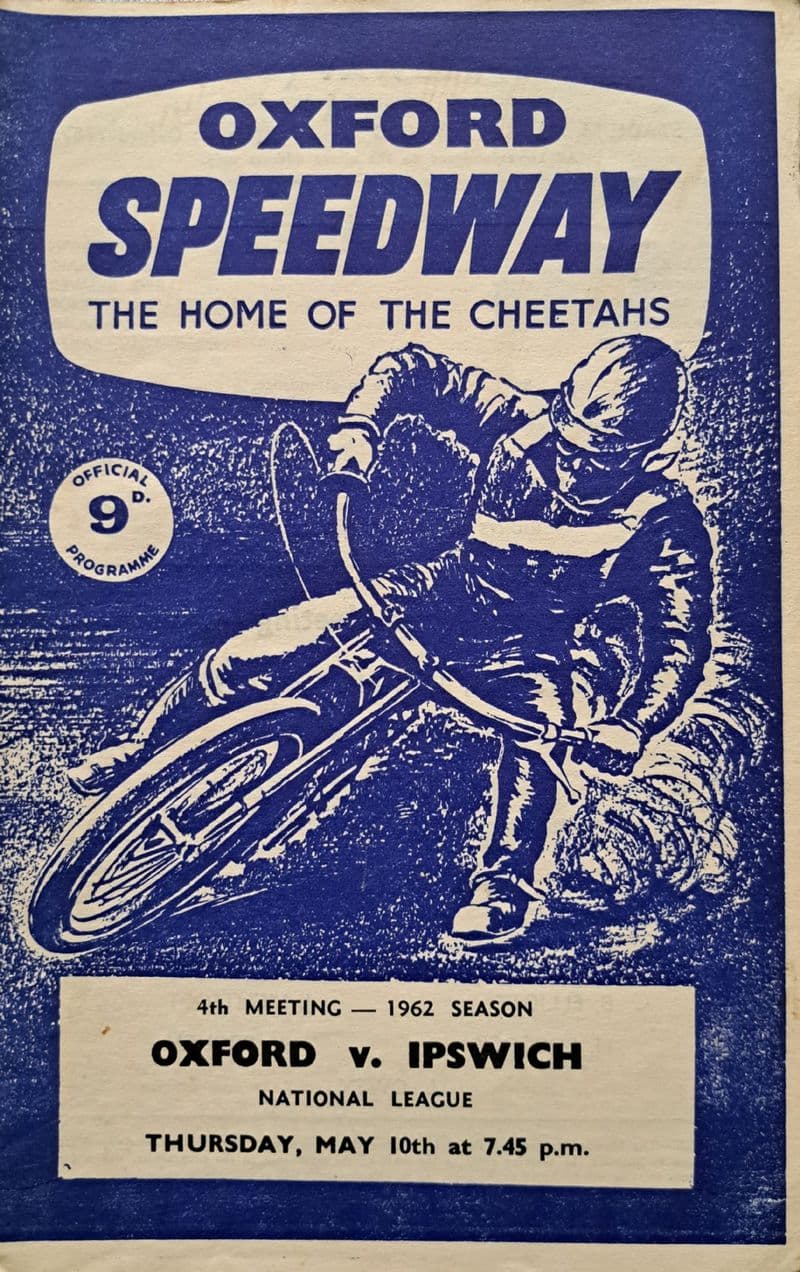 OXFORD
SPEEDWAY
THE HOME OF THE CHEETAHS
OFFICIAL
9D.
PROGRAMME
4th MEETING — 1962 SEASON
OXFORD v. IPSWICH
NATIONAL LEAGUE
THURSDAY, MAY 10th at 7.45 p.m.